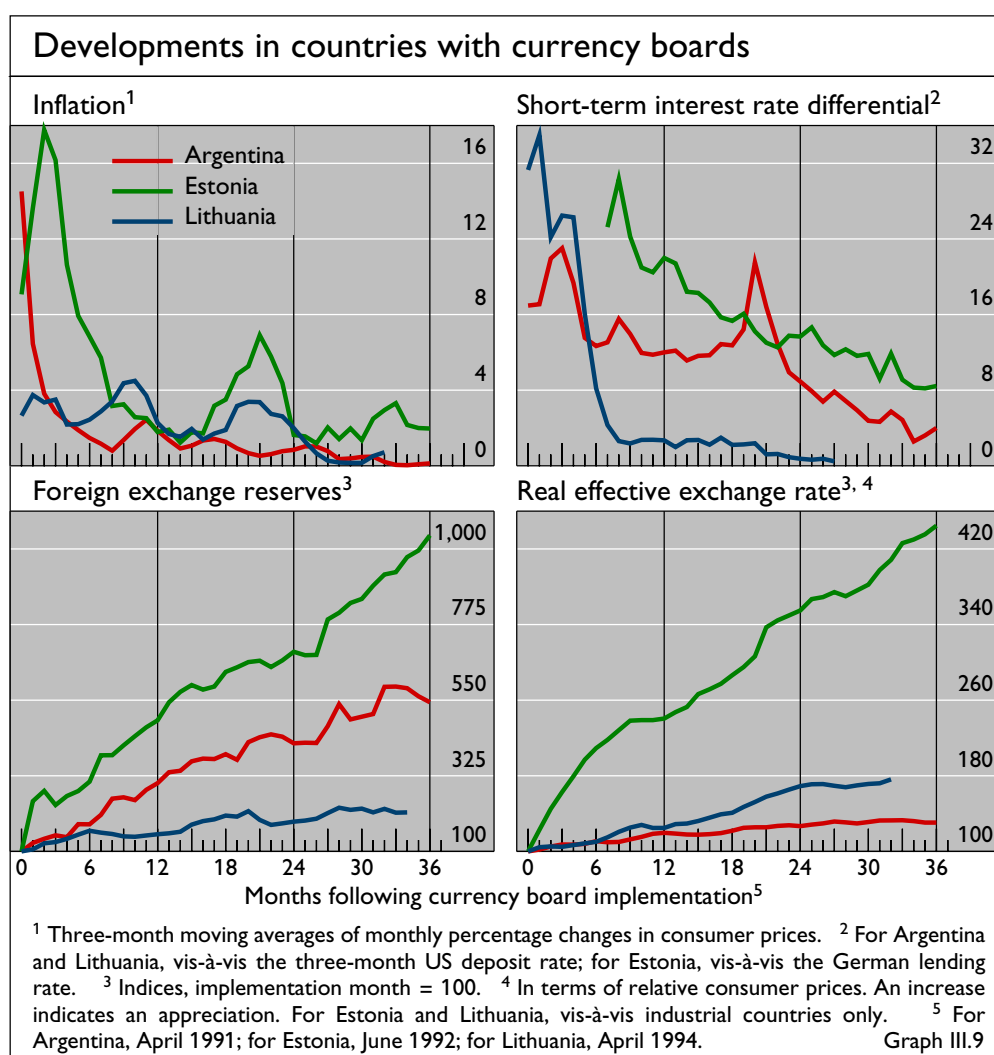 Developments in countries with currency boards
Inflation¹
Short-term interest rate differential²
Argentina
Estonia
Lithuania
16
12
8
4
0
32
24
16
8
0
Foreign exchange reserves³
Real effective exchange rate³, ⁴
1,000
775
550
325
100
420
340
260
180
100
0 6 12 18 24 30 36
0 6 12 18 24 30 36
Months following currency board implementation⁵
¹ Three-month moving averages of monthly percentage changes in consumer prices. ² For Argentina
and Lithuania, vis-à-vis the three-month US deposit rate; for Estonia, vis-à-vis the German lending
rate. ³ Indices, implementation month = 100. ⁴ In terms of relative consumer prices. An increase
indicates an appreciation. For Estonia and Lithuania, vis-à-vis industrial countries only. ⁵ For
Argentina, April 1991; for Estonia, June 1992; for Lithuania, April 1994. Graph III.9